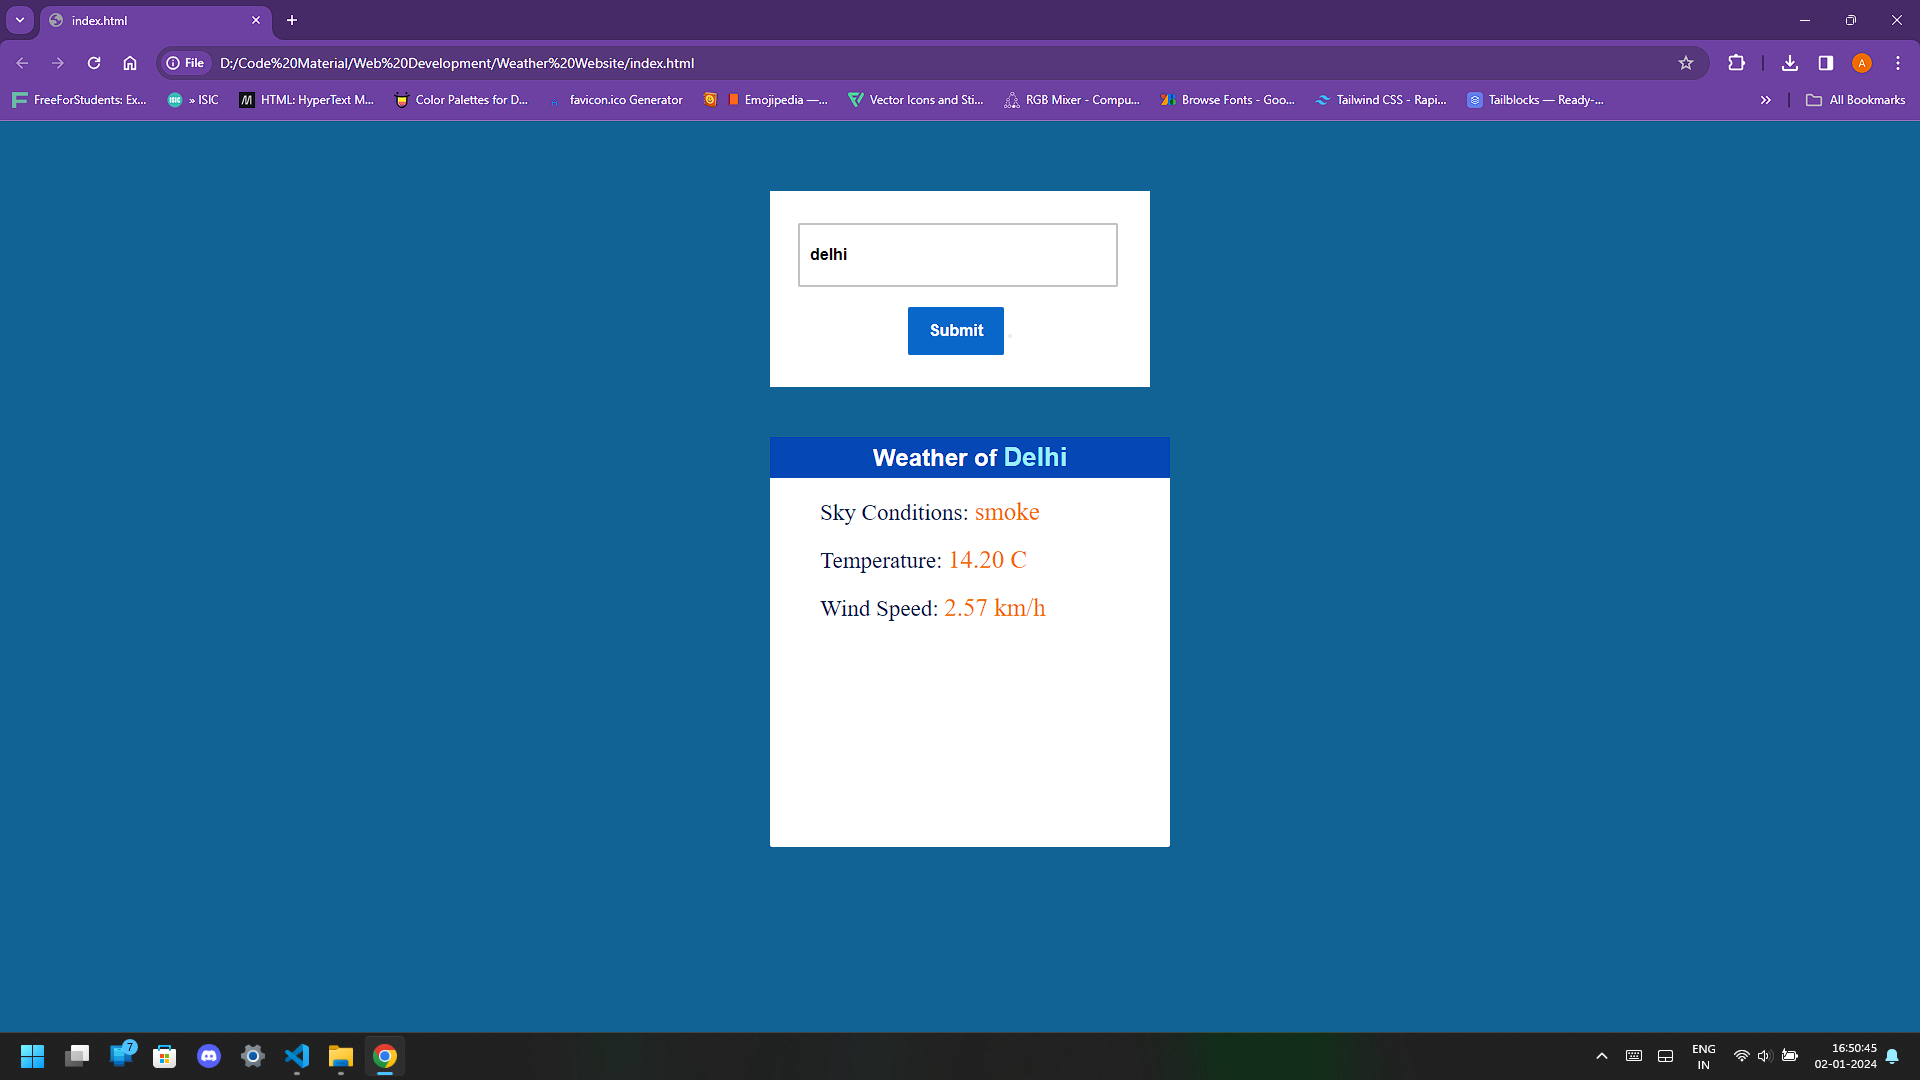 index.html
File
D:/Code%20Material/Web%20Development/Weather%20Website/index.html
A
FreeForStudents: Ex...
» ISIC
HTML: HyperText M...
Color Palettes for D...
favicon.ico Generator
Emojipedia —...
Vector Icons and Sti...
RGB Mixer - Compu...
Browse Fonts - Goo...
Tailwind CSS - Rapi...
Tailblocks — Ready-...
All Bookmarks
delhi
Submit
Weather of Delhi
Sky Conditions: smoke
Temperature: 14.20 C
Wind Speed: 2.57 km/h
7
ENG
IN
16:50:45
02-01-2024